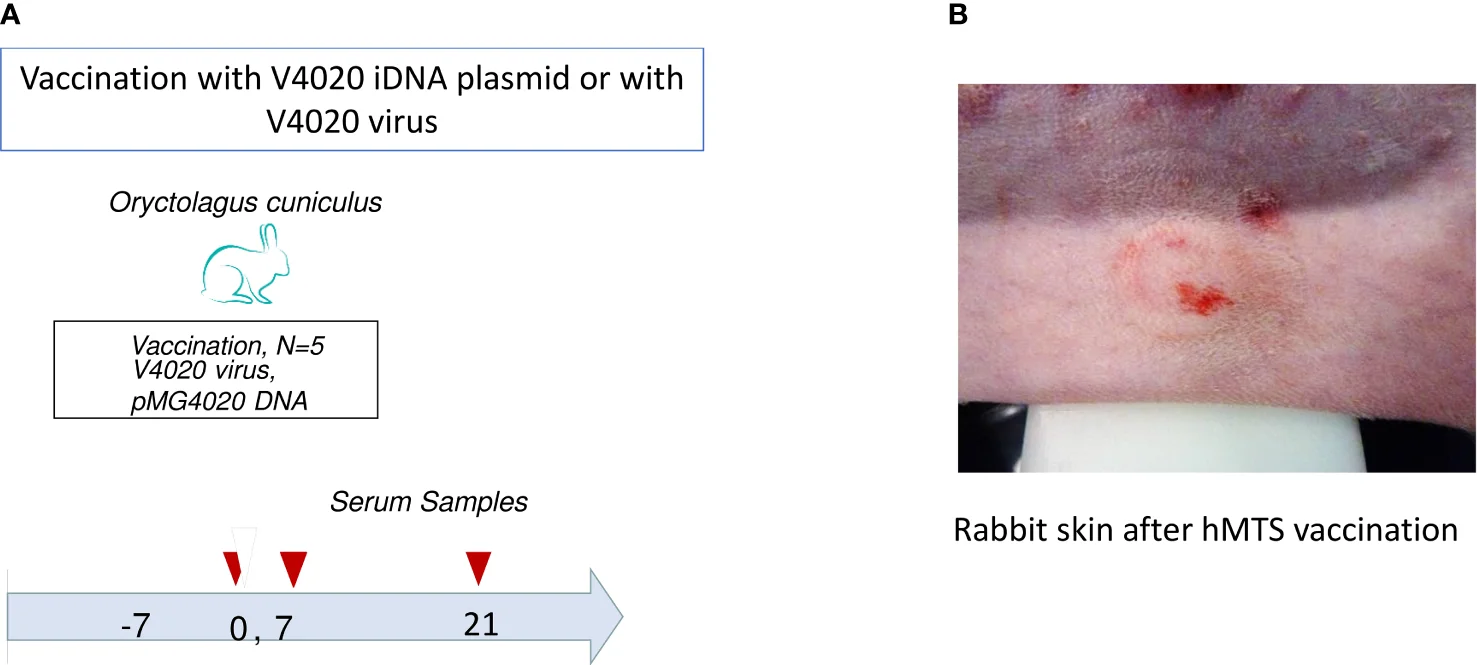 A
Vaccination with V4020 iDNA plasmid or with
V4020 virus
Oryctolagus cuniculus
Vaccination, N=5
V4020 virus,
pMG4020 DNA
Serum Samples
-7 0, 7 21
B
Rabbit skin after hMTS vaccination